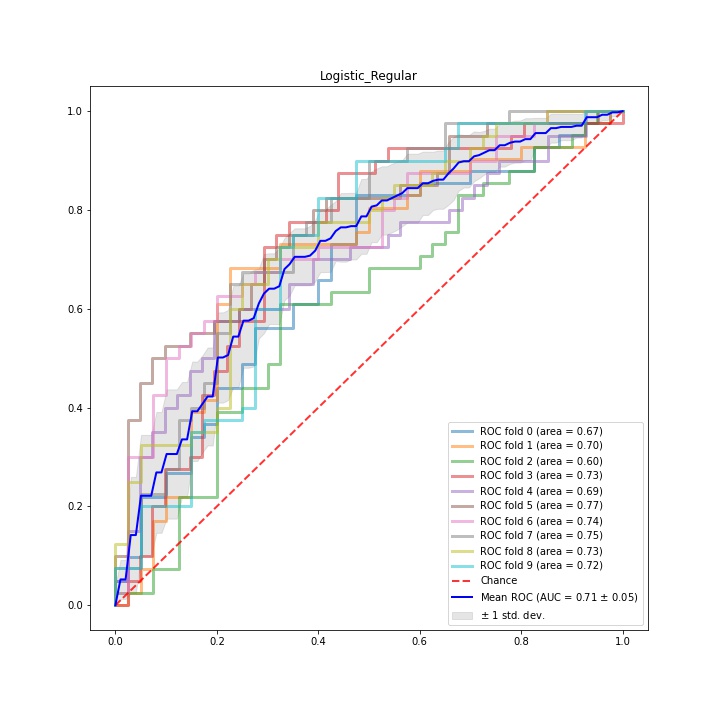 Logistic_Regular
1.0
0.8
0.6
0.4
0.2
0.0
ROC fold 0 (area = 0.67)
ROC fold 1 (area = 0.70)
ROC fold 2 (area = 0.60)
ROC fold 3 (area = 0.73)
ROC fold 4 (area = 0.69)
ROC fold 5 (area = 0.77)
ROC fold 6 (area = 0.74)
ROC fold 7 (area = 0.75)
ROC fold 8 (area = 0.73)
ROC fold 9 (area = 0.72)
Chance
Mean ROC (AUC = 0.71 ± 0.05)
± 1 std. dev.
0.0 0.2 0.4 0.6 0.8 1.0